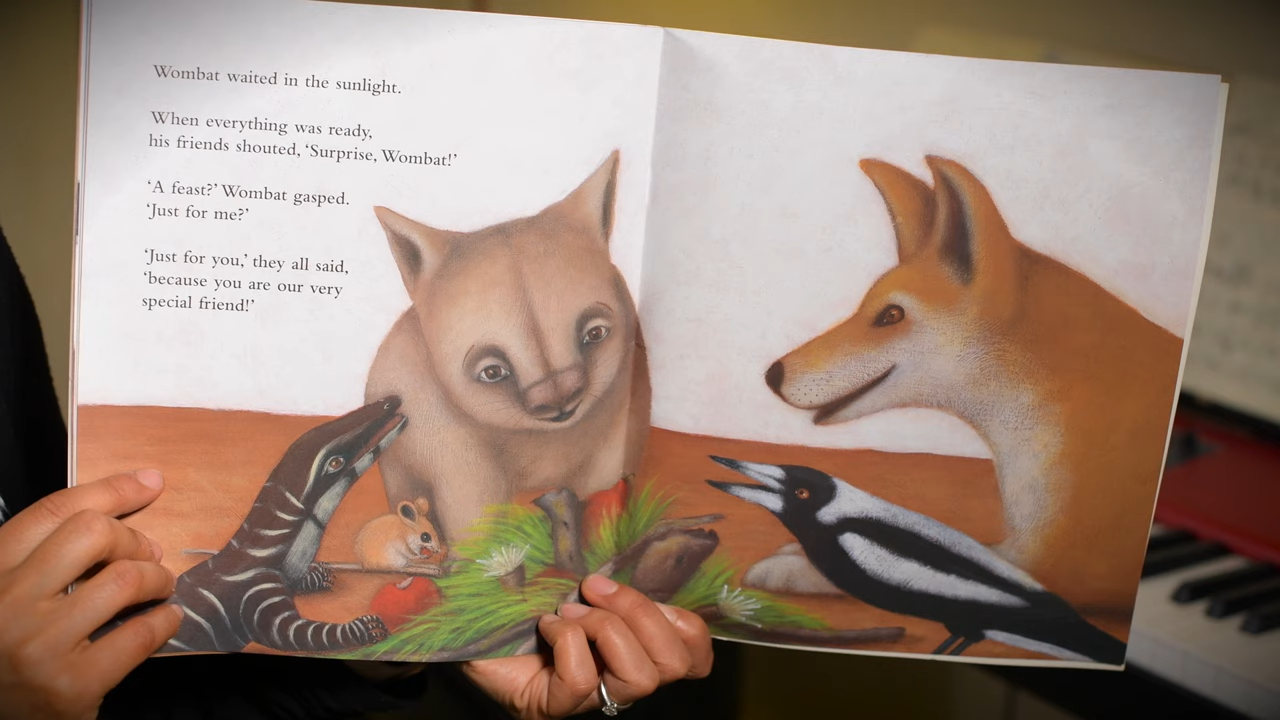 Wombat waited in the sunlight.
When everything was ready,
his friends shouted, ‘Surprise, Wombat!’
‘A feast?’ Wombat gasped.
‘Just for me?’
‘Just for you,’ they all said,
‘because you are our very
special friend!’